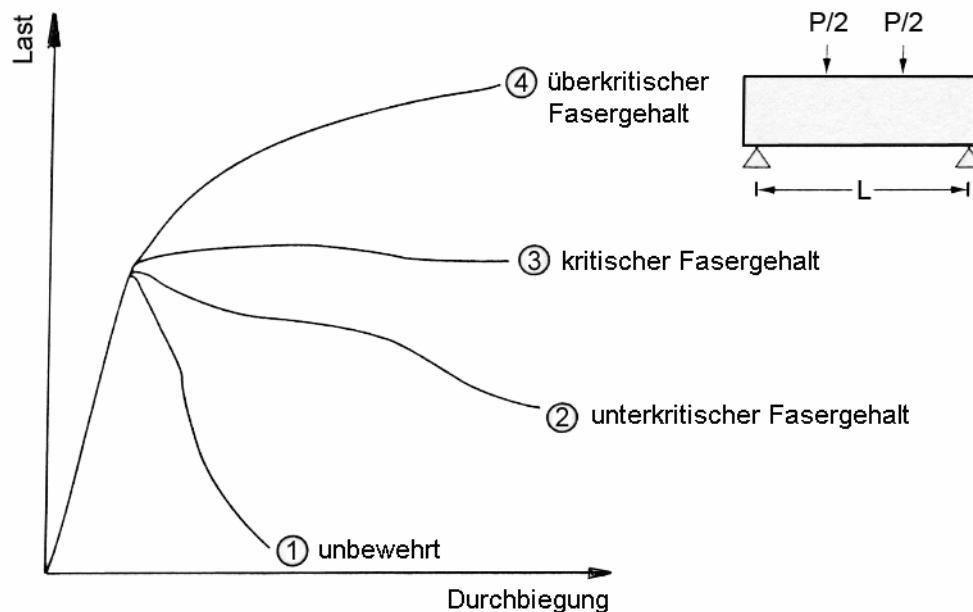 Last
P/2 P/2
4 überkritischer
Fasergehalt
L
3 kritischer Fasergehalt
2 unterkritischer Fasergehalt
1 unbewehrt
Durchbiegung